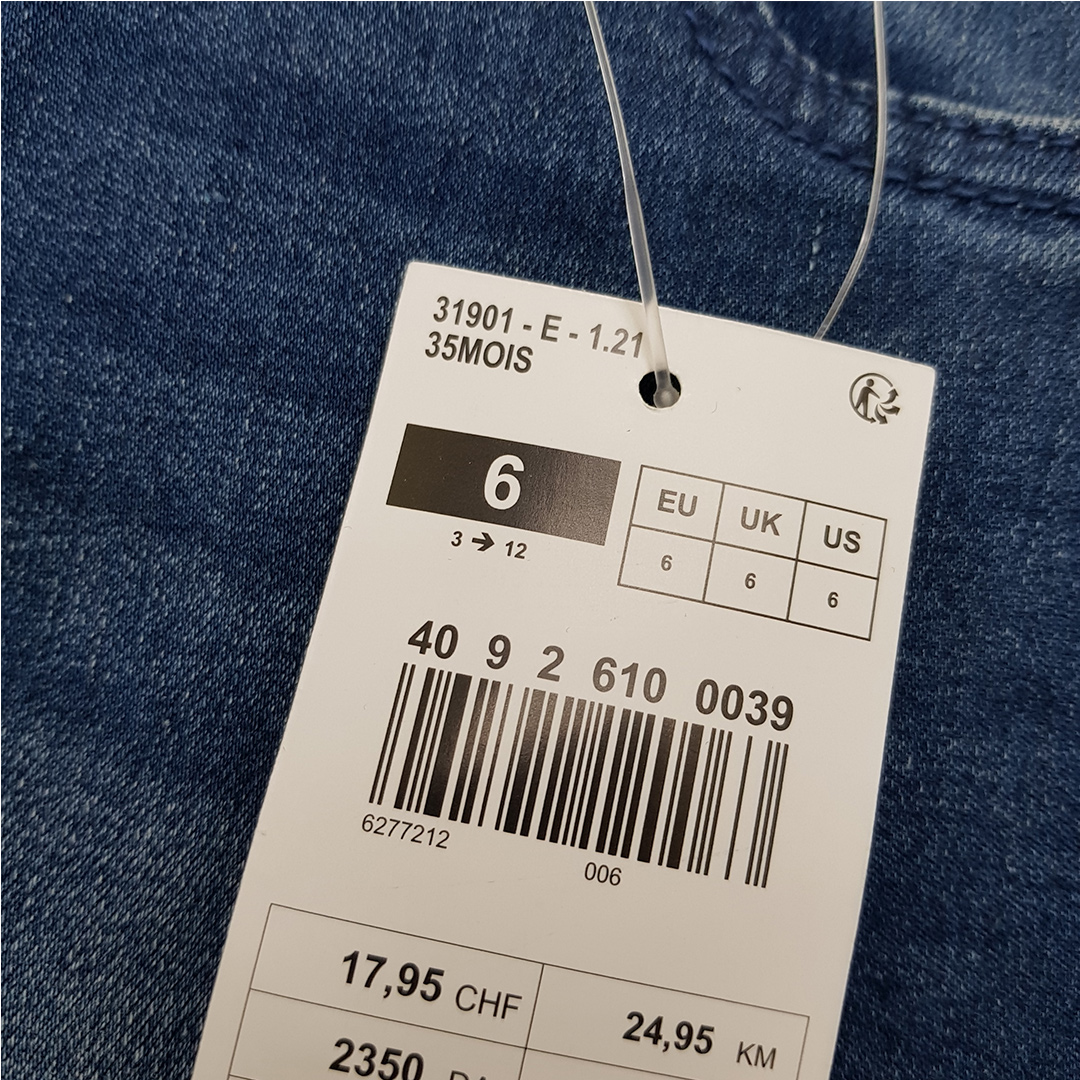 31901 - E - 1.21
35MOIS
6
3 ➔ 12
EU UK US
6 6 6
40 9 2 610 0039
6277212
006
17,95 CHF
24,95 KM
2350